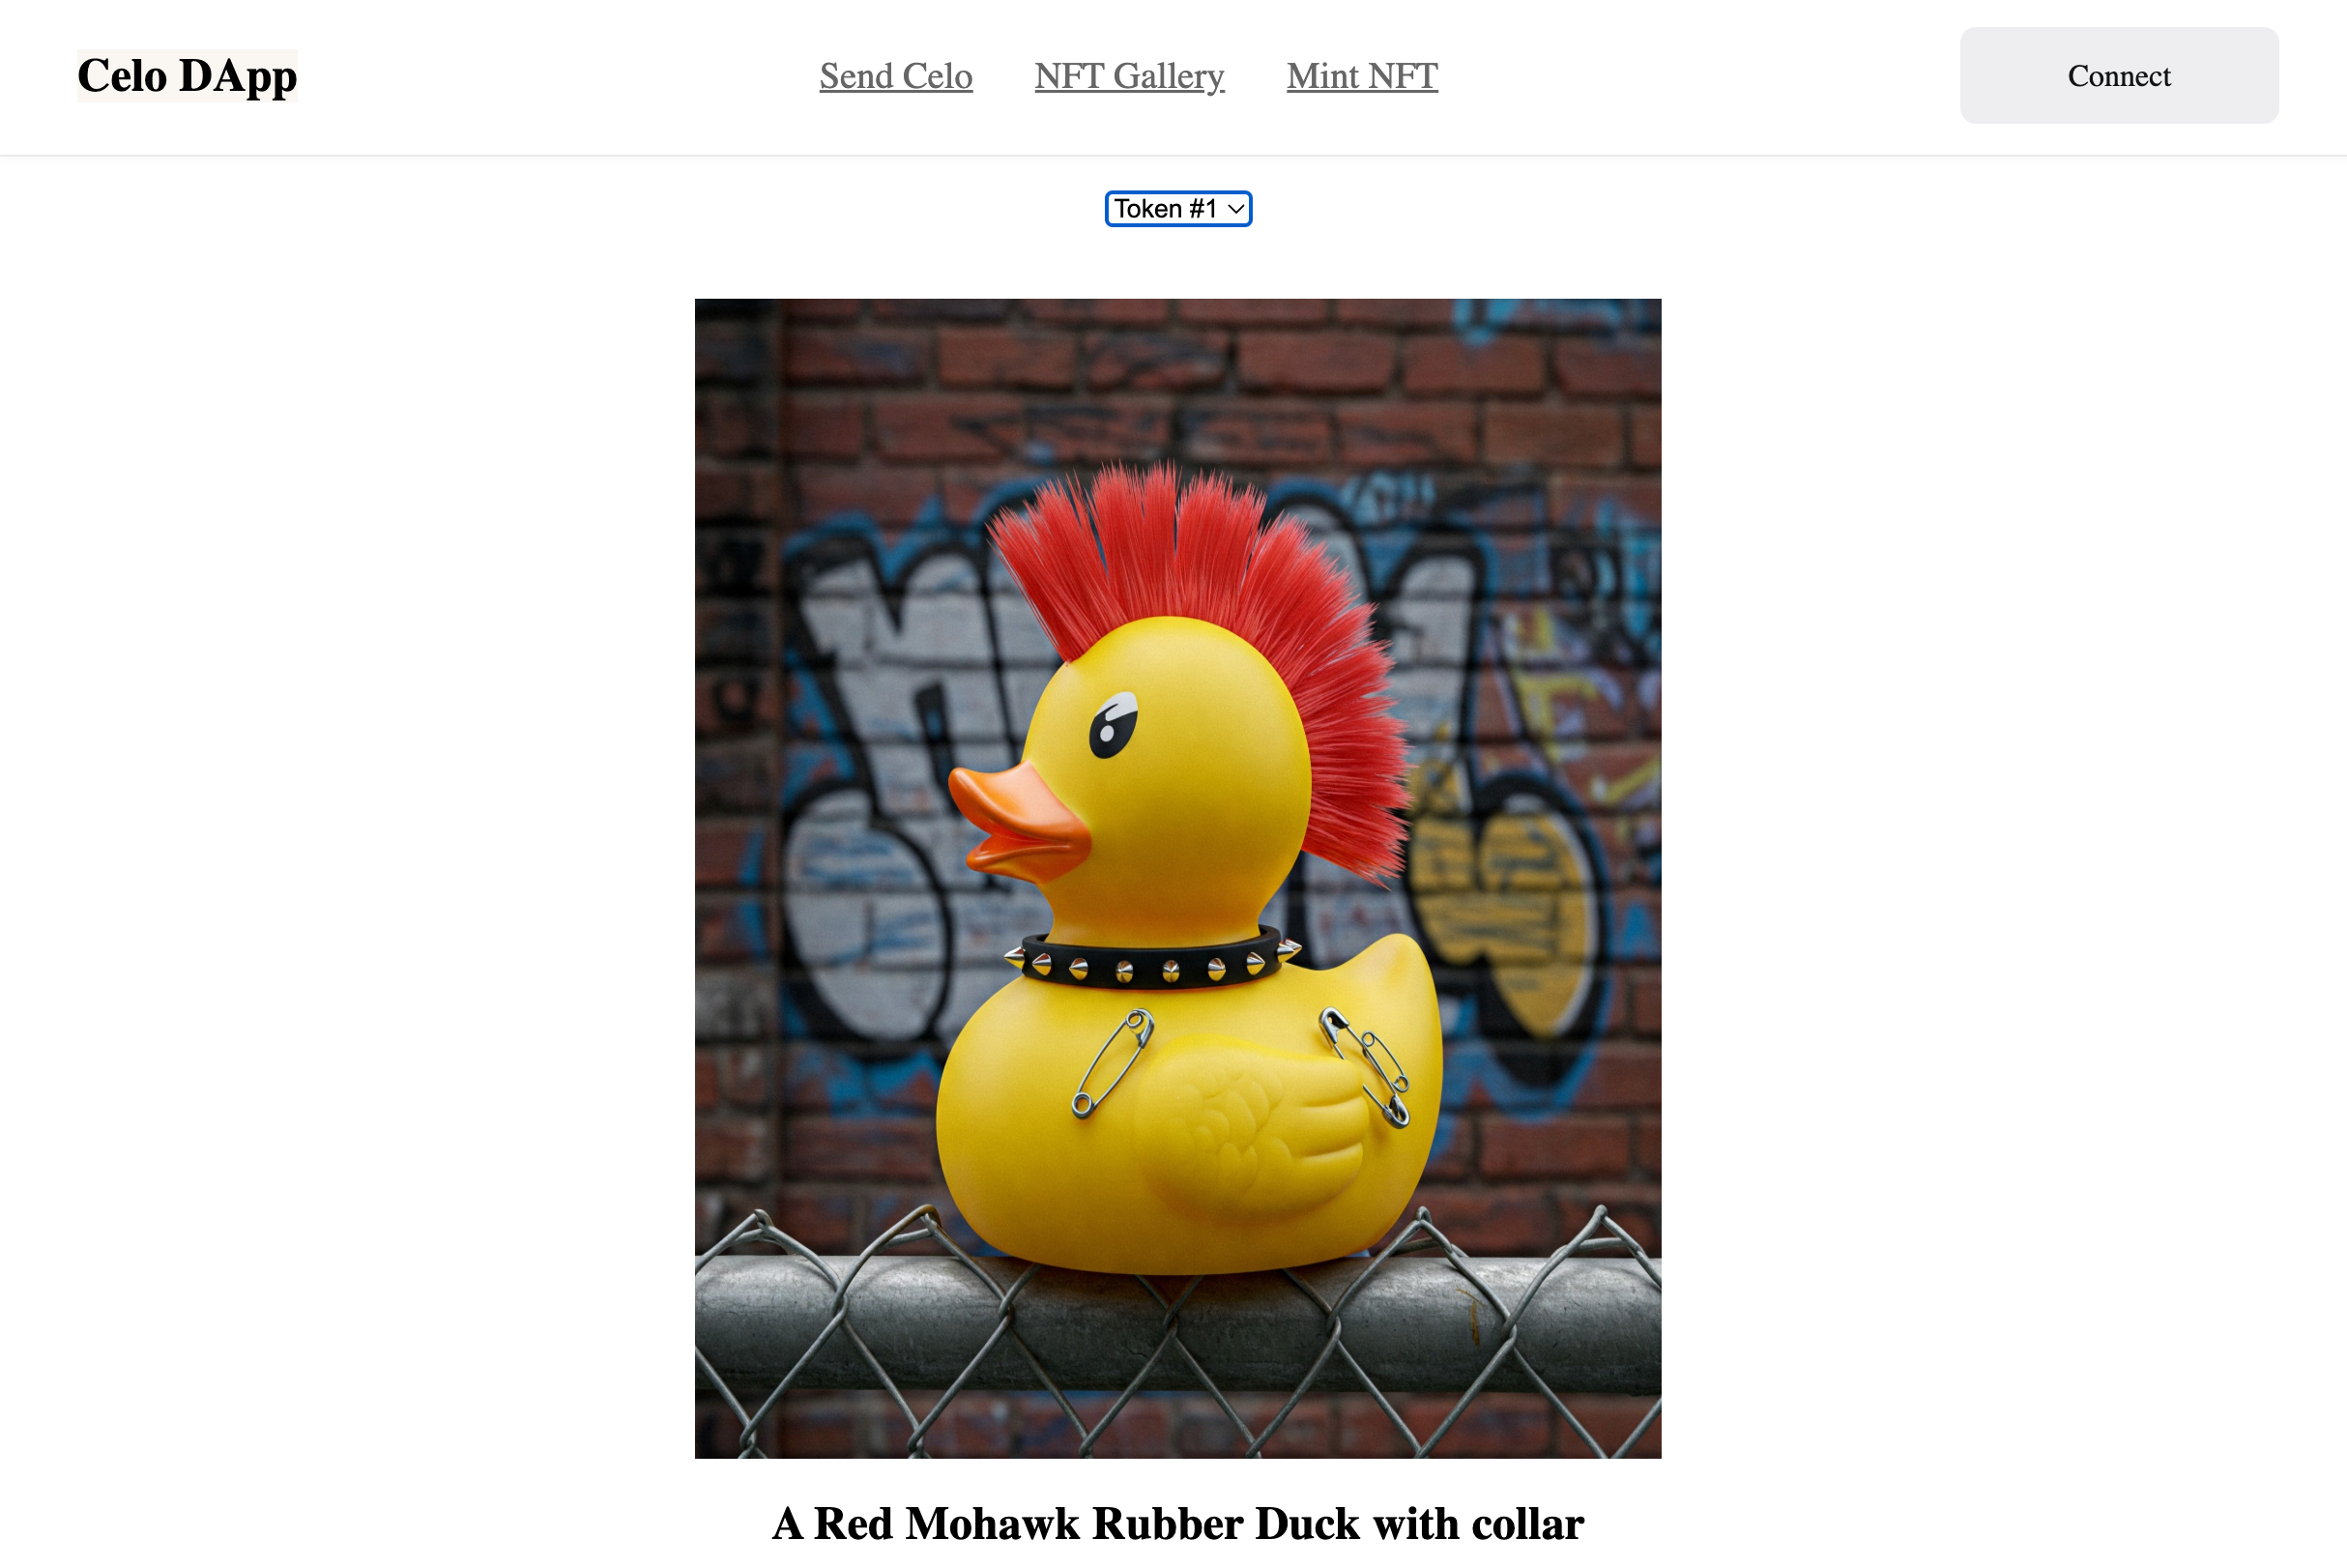 Celo DApp
Send Celo
NFT Gallery
Mint NFT
Connect
Token #1
A Red Mohawk Rubber Duck with collar